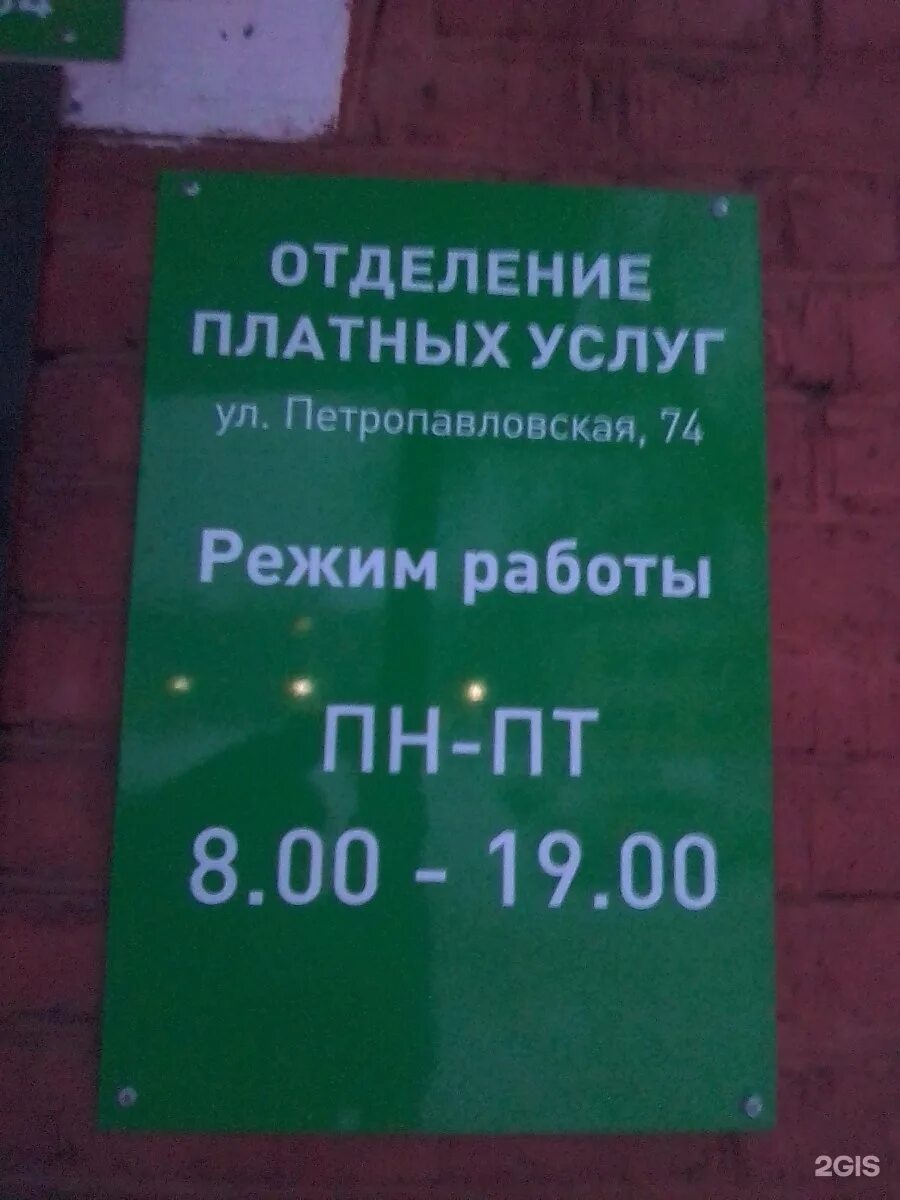 ОТДЕЛЕНИЕ
ПЛАТНЫХ УСЛУГ
ул. Петропавловская, 74
Режим работы
ПН-ПТ
8.00 - 19.00
2GIS